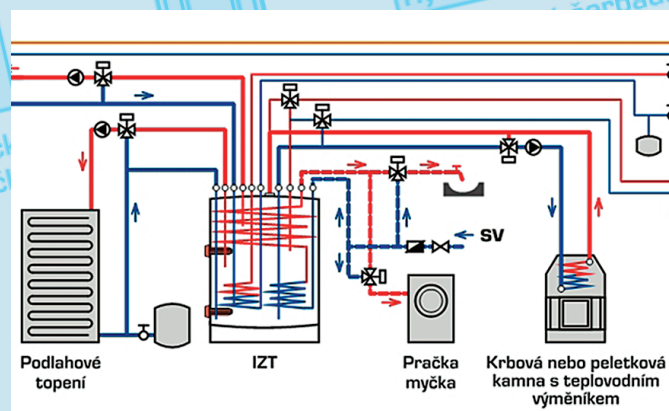 SV
Podlahové
topení
IZT
Pračka
myčka
Krbová nebo peletková
kamna s teplovodním
výměníkem